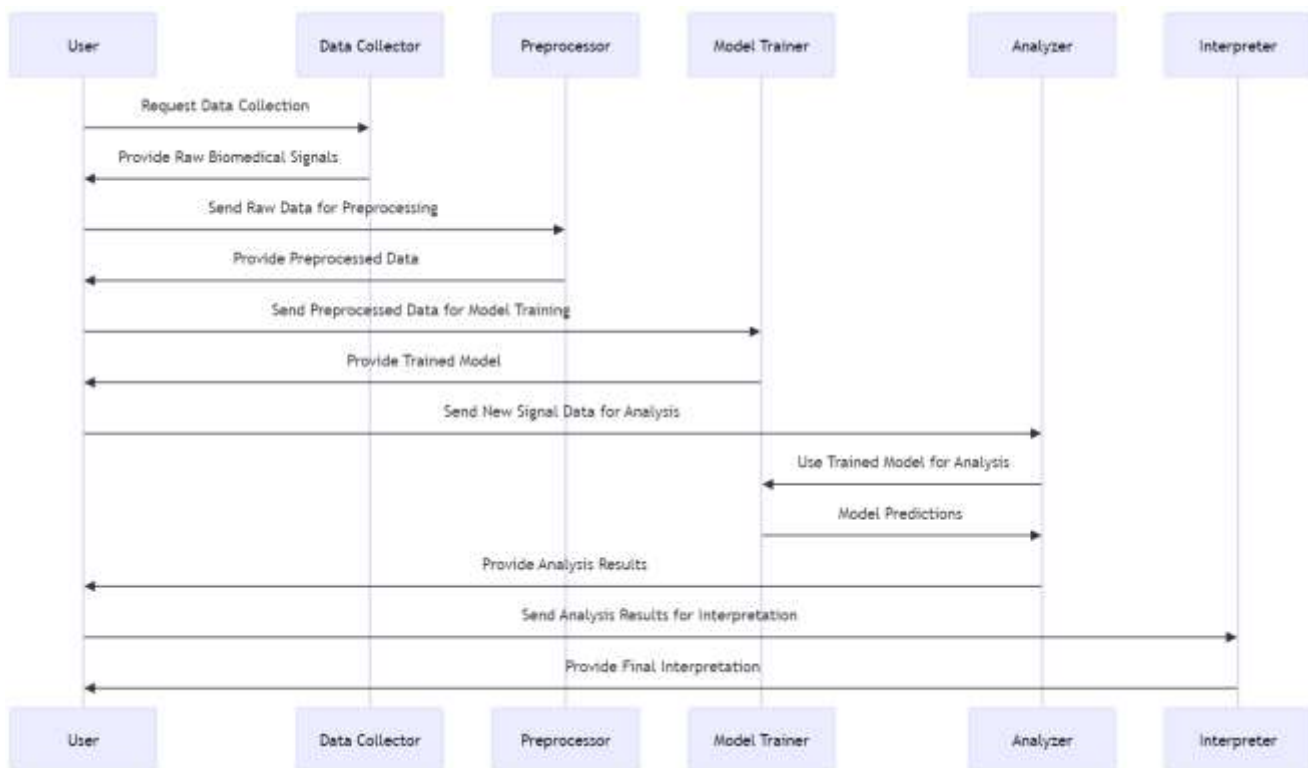 User Data Collector Preprocessor Model Trainer Analyzer Interpreter
Request Data Collection
Provide Raw Biomedical Signals
Send Raw Data for Preprocessing
Provide Preprocessed Data
Send Preprocessed Data for Model Training
Provide Trained Model
Send New Signal Data for Analysis
Use Trained Model for Analysis
Model Predictions
Provide Analysis Results
Send Analysis Results for Interpretation
Provide Final Interpretation
User Data Collector Preprocessor Model Trainer Analyzer Interpreter